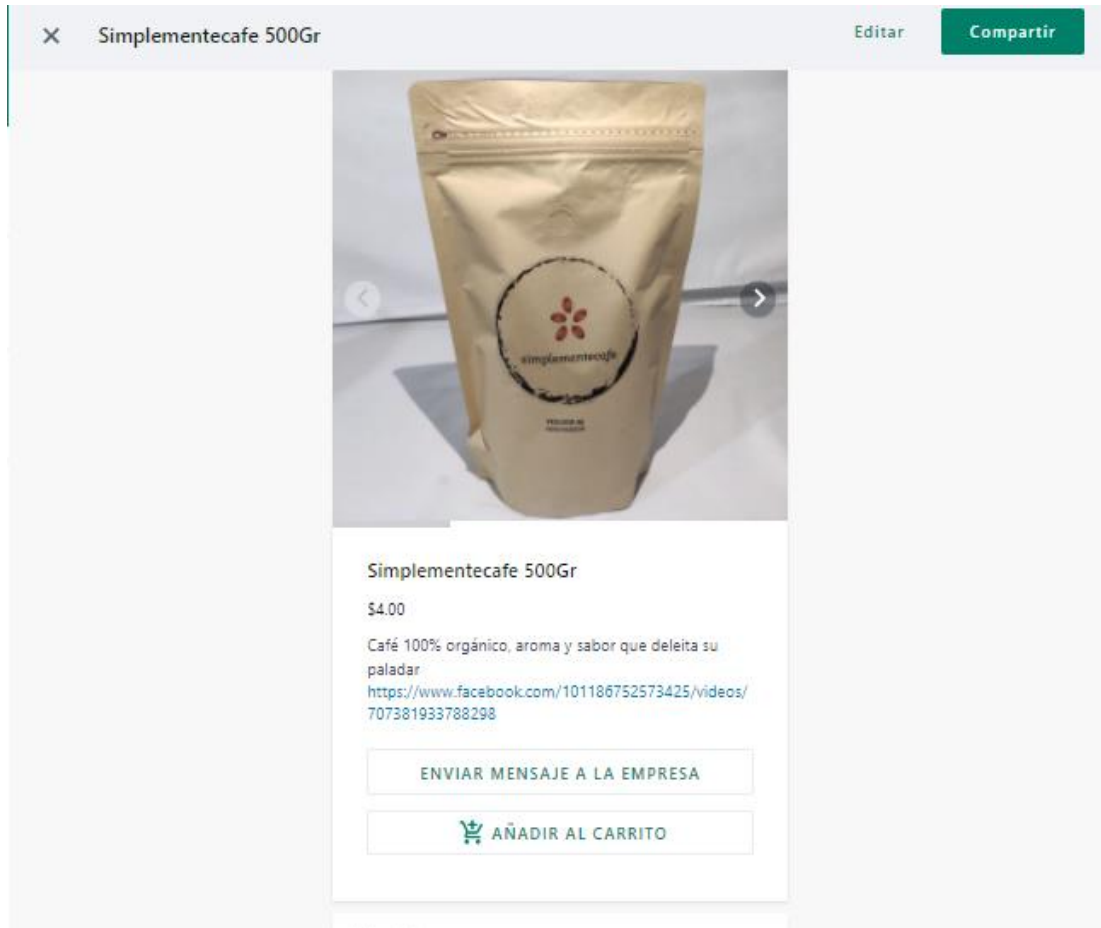 Simplementecafe 500Gr
Editar
Compartir
simplementecafe
Simplementecafe 500Gr
$4.00
Café 100% orgánico, aroma y sabor que deleita su
paladar
https://www.facebook.com/101186752573425/videos/
707381933788298
ENVIAR MENSAJE A LA EMPRESA
AÑADIR AL CARRITO